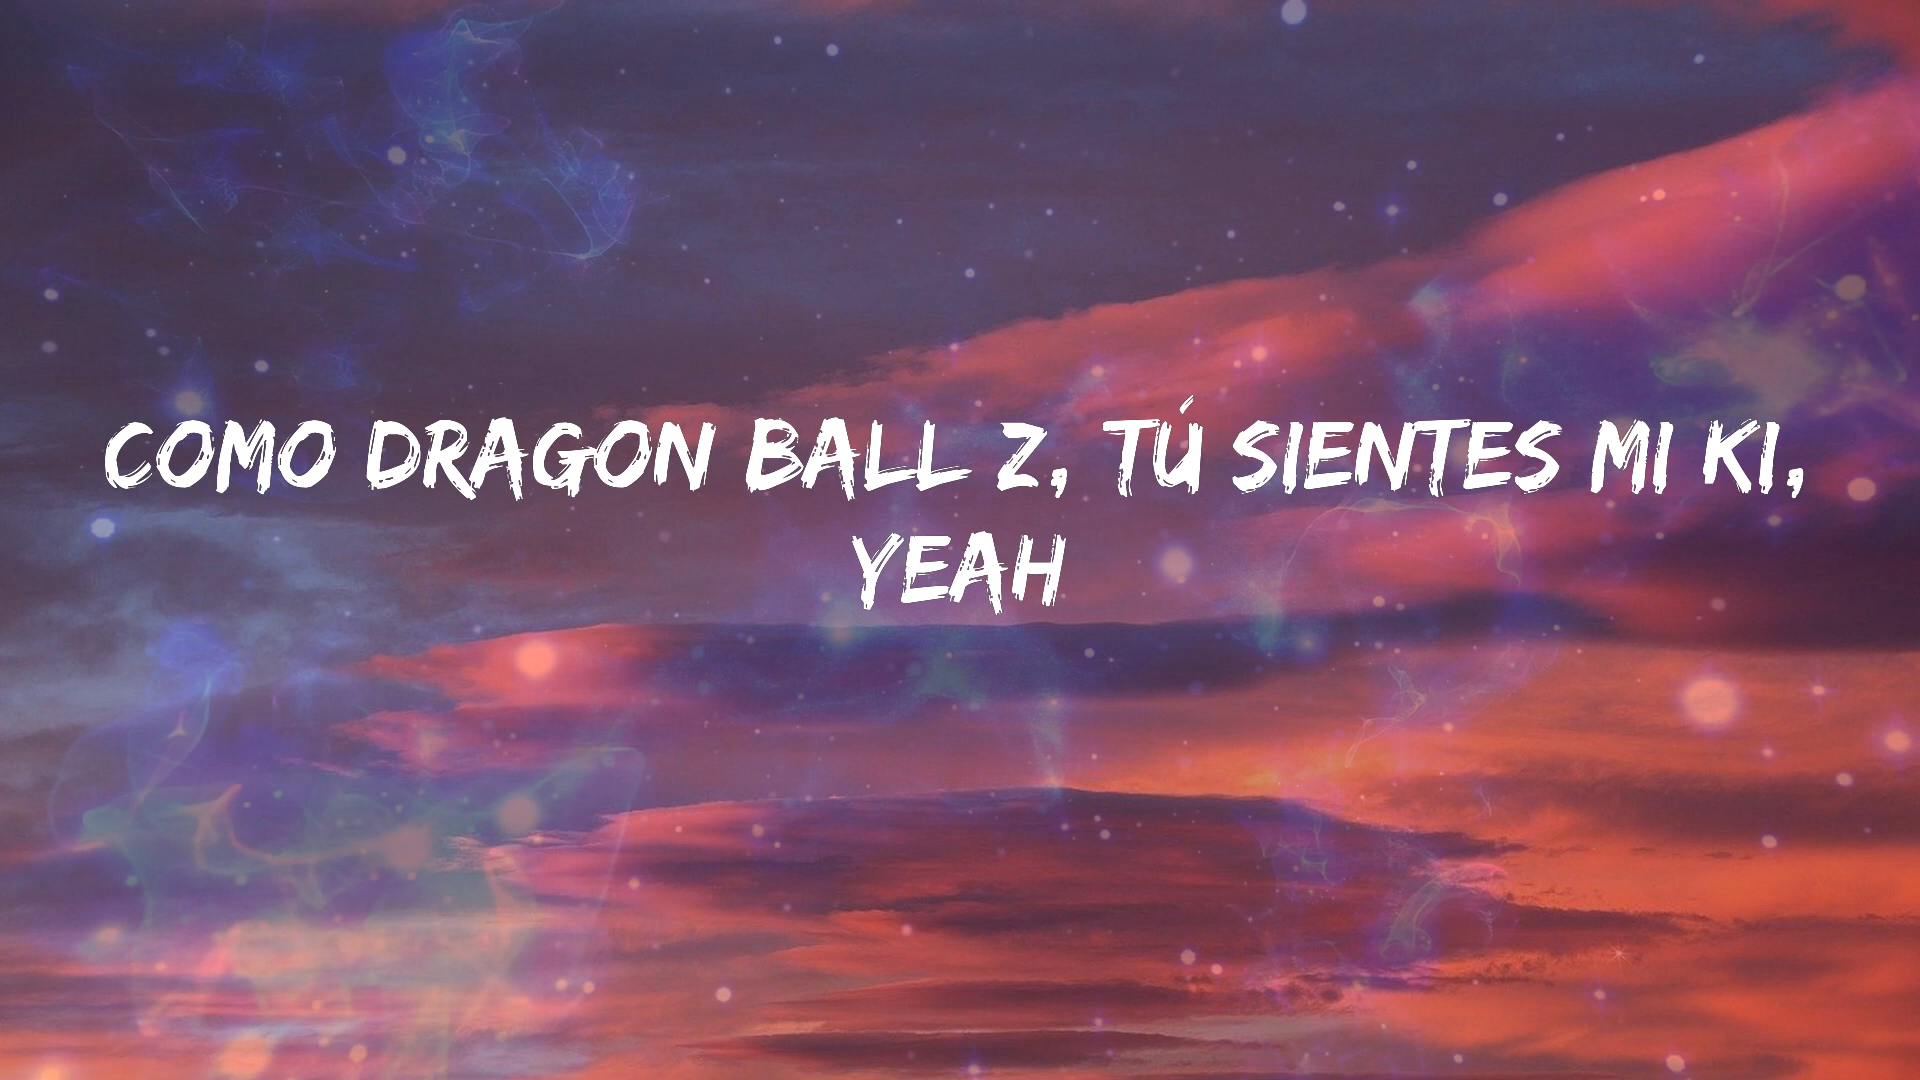 COMO DRAGON BALL Z, TÚ SIENTES MI KI,
YEAH